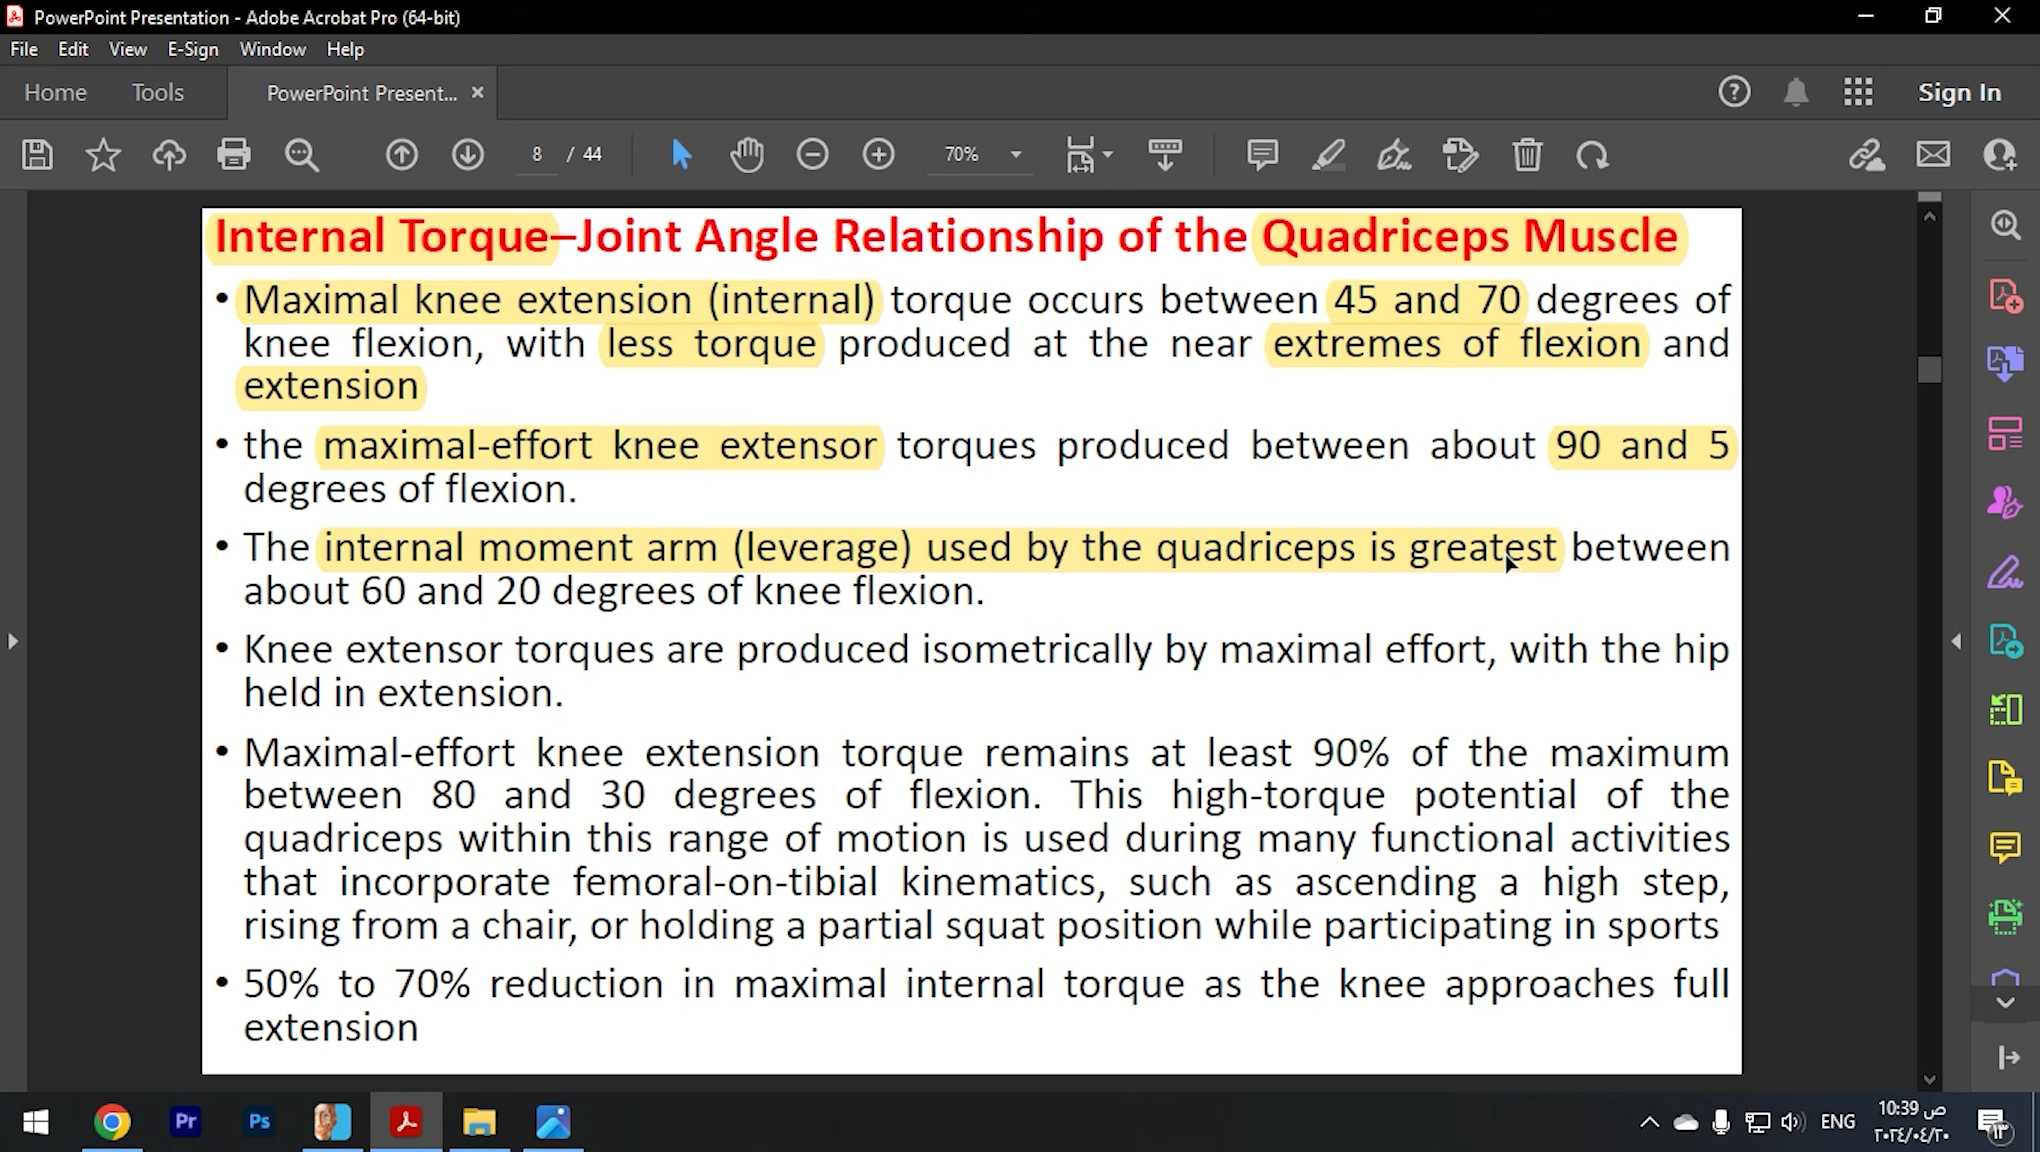 PowerPoint Presentation - Adobe Acrobat Pro (64-bit)
File Edit View E-Sign Window Help
Home Tools PowerPoint Present... × Sign In
8 / 44 70%
Internal Torque–Joint Angle Relationship of the Quadriceps Muscle
• Maximal knee extension (internal) torque occurs between 45 and 70 degrees of
knee flexion, with less torque produced at the near extremes of flexion and
extension
• the maximal-effort knee extensor torques produced between about 90 and 5
degrees of flexion.
• The internal moment arm (leverage) used by the quadriceps is greatest between
about 60 and 20 degrees of knee flexion.
• Knee extensor torques are produced isometrically by maximal effort, with the hip
held in extension.
• Maximal-effort knee extension torque remains at least 90% of the maximum
between 80 and 30 degrees of flexion. This high-torque potential of the
quadriceps within this range of motion is used during many functional activities
that incorporate femoral-on-tibial kinematics, such as ascending a high step,
rising from a chair, or holding a partial squat position while participating in sports
• 50% to 70% reduction in maximal internal torque as the knee approaches full
extension
Pr Ps ENG
10:39 ص
٢٠٢٤/٠٤/٢٠
١٣